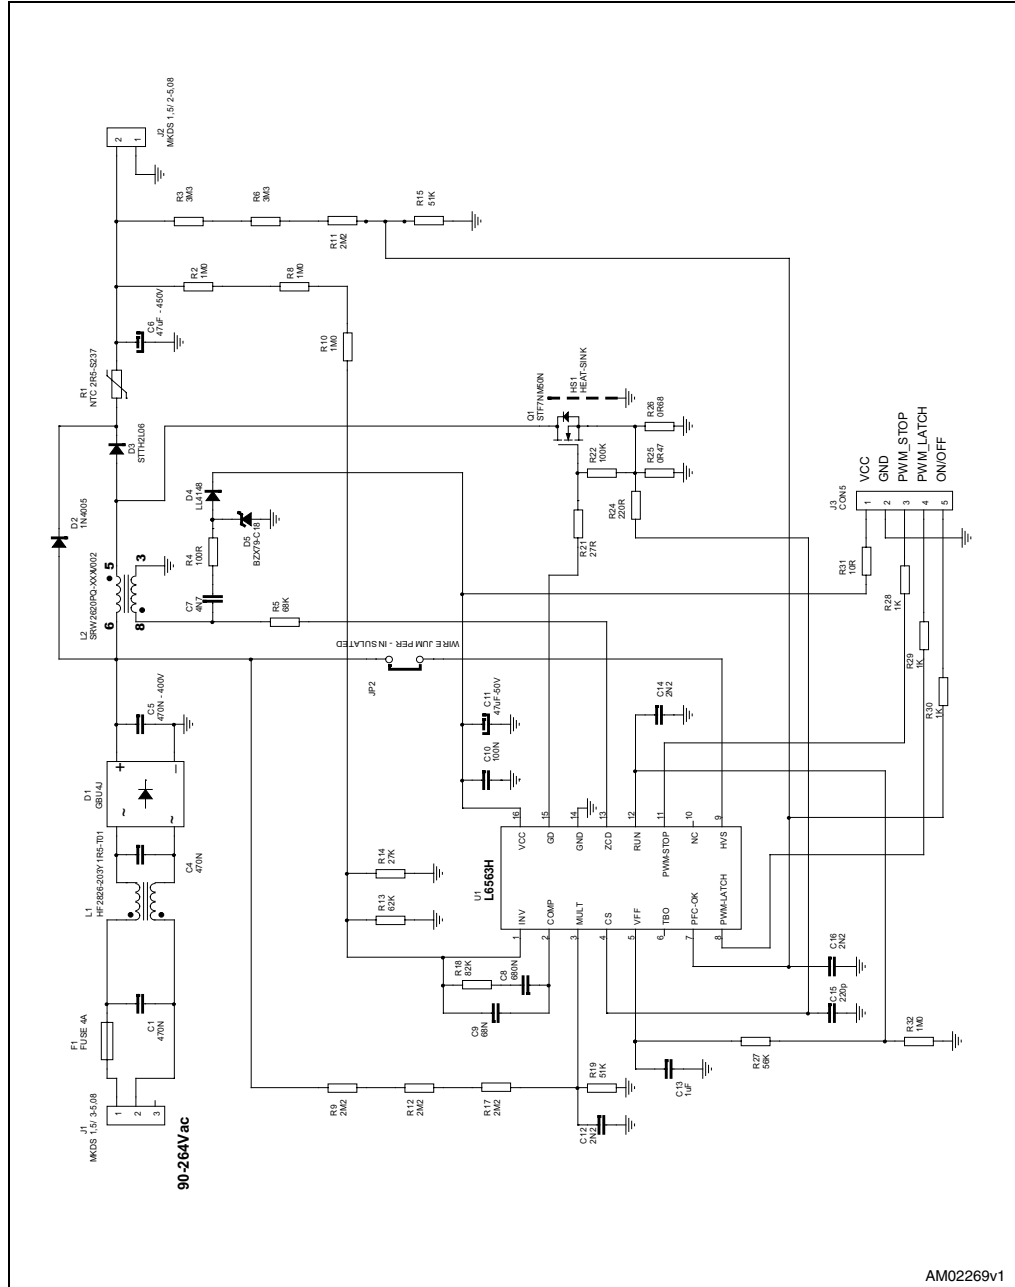 J1
MKDS 1,5/ 3-5,08
1
2
3
90-264Vac
F1
FUSE 4A
C1
470N
L1
HF2826-203Y1R5-T01
C4
470N
D1
GBU4J
~
~
+
–
C5
470N - 400V
L2
SRW2620PQ-XXXV002
6
5
8
3
D2
1N4005
D3
STTH2L06
R1
NTC 2R5-S237
C6
47uF - 450V
J2
MKDS 1,5/ 2-5,08
2
1
R3
3M3
R6
3M3
R11
2M2
R15
51K
R2
1M0
R8
1M0
R10
1M0
D4
LL4148
D5
BZX79-C18
R4
100R
C7
4N7
R5
68K
JP2
WIRE JUMPER - INSULATED
Q1
STF7NM50N
HS1
HEAT-SINK
R22
100K
R26
0R68
R25
0R47
R24
220R
R21
27R
C11
47uF-50V
C10
100N
C14
2N2
R14
27K
R13
62K
U1
L6563H
1
INV
2
COMP
3
MULT
4
CS
5
VFF
6
TBO
7
PFC-OK
8
PWM-LATCH
16
VCC
15
GD
14
GND
13
ZCD
12
RUN
11
PWM-STOP
10
NC
9
HVS
R18
82K
C8
680N
C9
68N
R9
2M2
R12
2M2
R17
2M2
R19
51K
C12
2N2
C13
1uF
R27
56K
R32
1M0
C15
220p
C16
2N2
J3
CON5
1
2
3
4
5
VCC
GND
PWM_STOP
PWM_LATCH
ON/OFF
R31
10R
R28
1K
R29
1K
R30
1K
AM02269v1